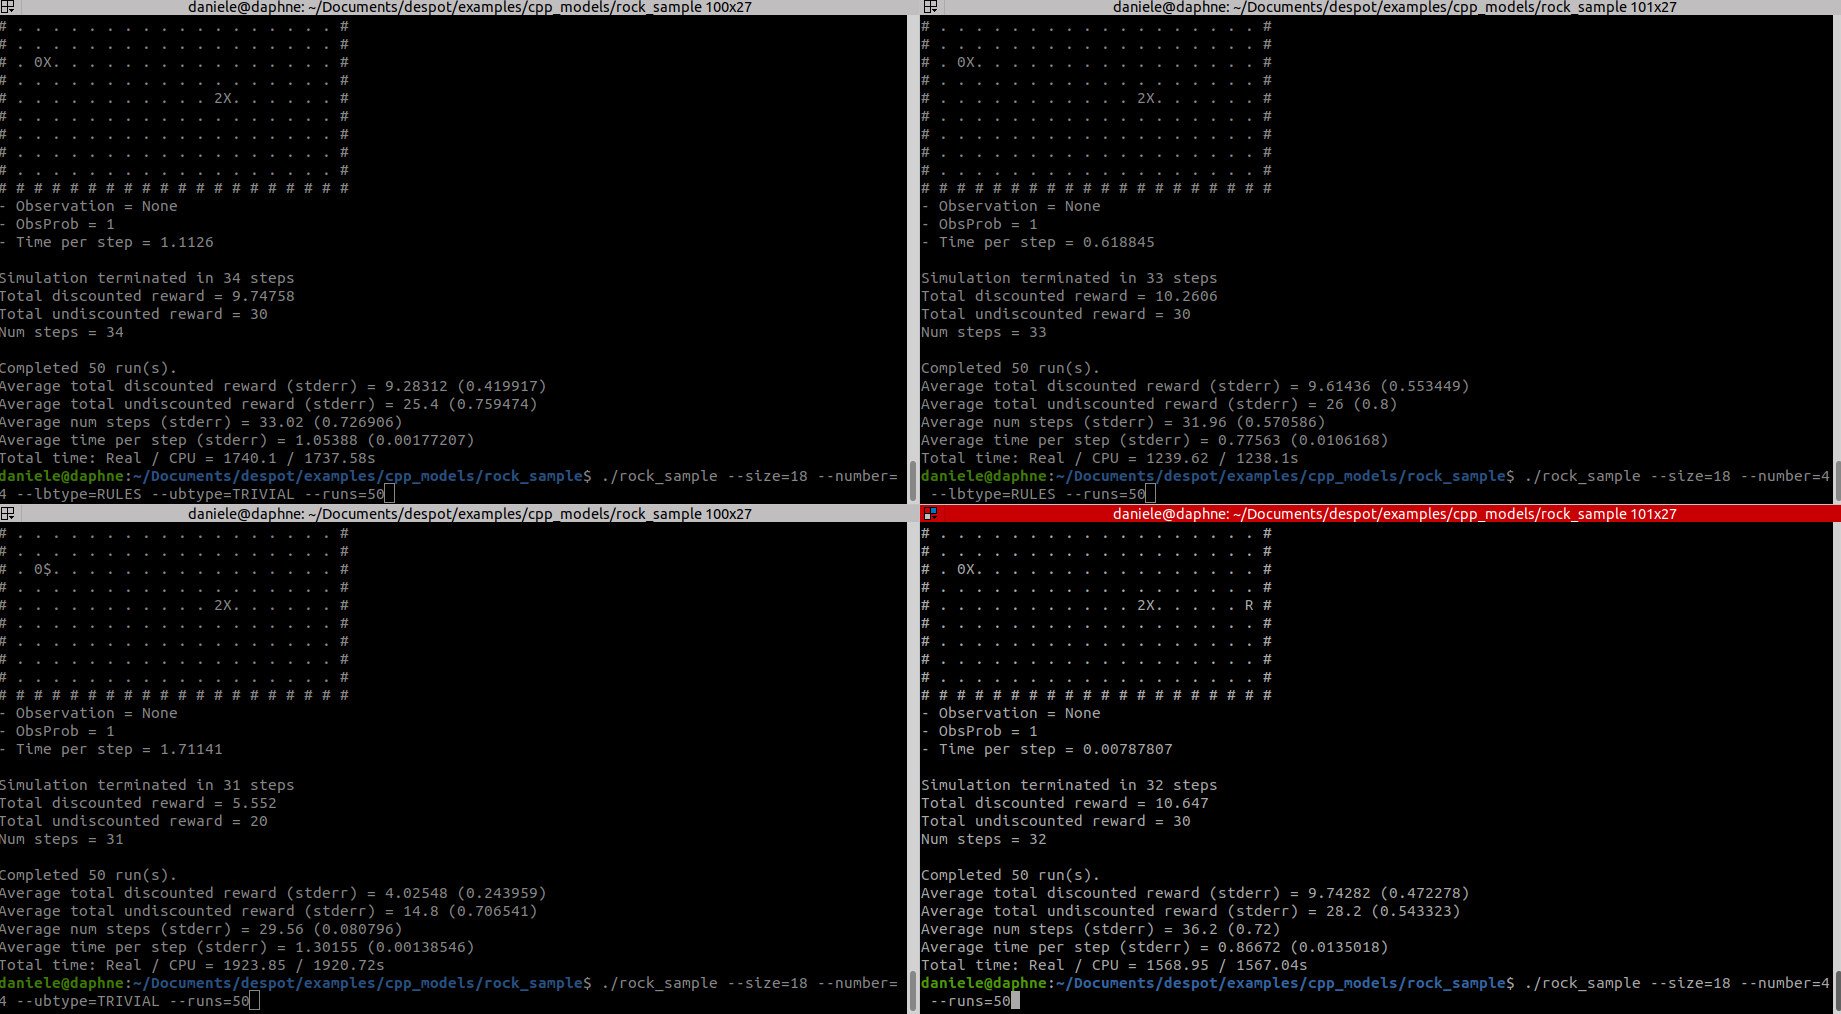 daniele@daphne: ~/Documents/despot/examples/cpp_models/rock_sample 100x27
# . . . . . . . . . . . . . . . . . . #
# . . . . . . . . . . . . . . . . . . #
# . 0X. . . . . . . . . . . . . . . . #
# . . . . . . . . . . . . . . . . . . #
# . . . . . . . . . . . 2X. . . . . . #
# . . . . . . . . . . . . . . . . . . #
# . . . . . . . . . . . . . . . . . . #
# . . . . . . . . . . . . . . . . . . #
# . . . . . . . . . . . . . . . . . . #
# # # # # # # # # # # # # # # # # # # #
- Observation = None
- ObsProb = 1
- Time per step = 1.1126
Simulation terminated in 34 steps
Total discounted reward = 9.74758
Total undiscounted reward = 30
Num steps = 34
Completed 50 run(s).
Average total discounted reward (stderr) = 9.28312 (0.419917)
Average total undiscounted reward (stderr) = 25.4 (0.759474)
Average num steps (stderr) = 33.02 (0.726906)
Average time per step (stderr) = 1.05388 (0.00177207)
Total time: Real / CPU = 1740.1 / 1737.58s
daniele@daphne:~/Documents/despot/examples/cpp_models/rock_sample$ ./rock_sample --size=18 --number=
4 --lbtype=RULES --ubtype=TRIVIAL --runs=50
daniele@daphne: ~/Documents/despot/examples/cpp_models/rock_sample 101x27
# . . . . . . . . . . . . . . . . . . #
# . . . . . . . . . . . . . . . . . . #
# . 0X. . . . . . . . . . . . . . . . #
# . . . . . . . . . . . . . . . . . . #
# . . . . . . . . . . . 2X. . . . . . #
# . . . . . . . . . . . . . . . . . . #
# . . . . . . . . . . . . . . . . . . #
# . . . . . . . . . . . . . . . . . . #
# . . . . . . . . . . . . . . . . . . #
# # # # # # # # # # # # # # # # # # # #
- Observation = None
- ObsProb = 1
- Time per step = 0.618845
Simulation terminated in 33 steps
Total discounted reward = 10.2606
Total undiscounted reward = 30
Num steps = 33
Completed 50 run(s).
Average total discounted reward (stderr) = 9.61436 (0.553449)
Average total undiscounted reward (stderr) = 26 (0.8)
Average num steps (stderr) = 31.96 (0.570586)
Average time per step (stderr) = 0.77563 (0.0106168)
Total time: Real / CPU = 1239.62 / 1238.1s
daniele@daphne:~/Documents/despot/examples/cpp_models/rock_sample$ ./rock_sample --size=18 --number=4
--lbtype=RULES --runs=50
daniele@daphne: ~/Documents/despot/examples/cpp_models/rock_sample 100x27
# . . . . . . . . . . . . . . . . . . #
# . . . . . . . . . . . . . . . . . . #
# . 0$. . . . . . . . . . . . . . . . #
# . . . . . . . . . . . . . . . . . . #
# . . . . . . . . . . . 2X. . . . . . #
# . . . . . . . . . . . . . . . . . . #
# . . . . . . . . . . . . . . . . . . #
# . . . . . . . . . . . . . . . . . . #
# . . . . . . . . . . . . . . . . . . #
# # # # # # # # # # # # # # # # # # # #
- Observation = None
- ObsProb = 1
- Time per step = 1.71141
Simulation terminated in 31 steps
Total discounted reward = 5.552
Total undiscounted reward = 20
Num steps = 31
Completed 50 run(s).
Average total discounted reward (stderr) = 4.02548 (0.243959)
Average total undiscounted reward (stderr) = 14.8 (0.706541)
Average num steps (stderr) = 29.56 (0.080796)
Average time per step (stderr) = 1.30155 (0.00138546)
Total time: Real / CPU = 1923.85 / 1920.72s
daniele@daphne:~/Documents/despot/examples/cpp_models/rock_sample$ ./rock_sample --size=18 --number=
4 --ubtype=TRIVIAL --runs=50
daniele@daphne: ~/Documents/despot/examples/cpp_models/rock_sample 101x27
# . . . . . . . . . . . . . . . . . . #
# . . . . . . . . . . . . . . . . . . #
# . 0X. . . . . . . . . . . . . . . . #
# . . . . . . . . . . . . . . . . . . #
# . . . . . . . . . . . 2X. . . . . R #
# . . . . . . . . . . . . . . . . . . #
# . . . . . . . . . . . . . . . . . . #
# . . . . . . . . . . . . . . . . . . #
# . . . . . . . . . . . . . . . . . . #
# # # # # # # # # # # # # # # # # # # #
- Observation = None
- ObsProb = 1
- Time per step = 0.00787807
Simulation terminated in 32 steps
Total discounted reward = 10.647
Total undiscounted reward = 30
Num steps = 32
Completed 50 run(s).
Average total discounted reward (stderr) = 9.74282 (0.472278)
Average total undiscounted reward (stderr) = 28.2 (0.543323)
Average num steps (stderr) = 36.2 (0.72)
Average time per step (stderr) = 0.86672 (0.0135018)
Total time: Real / CPU = 1568.95 / 1567.04s
daniele@daphne:~/Documents/despot/examples/cpp_models/rock_sample$ ./rock_sample --size=18 --number=4
--runs=50